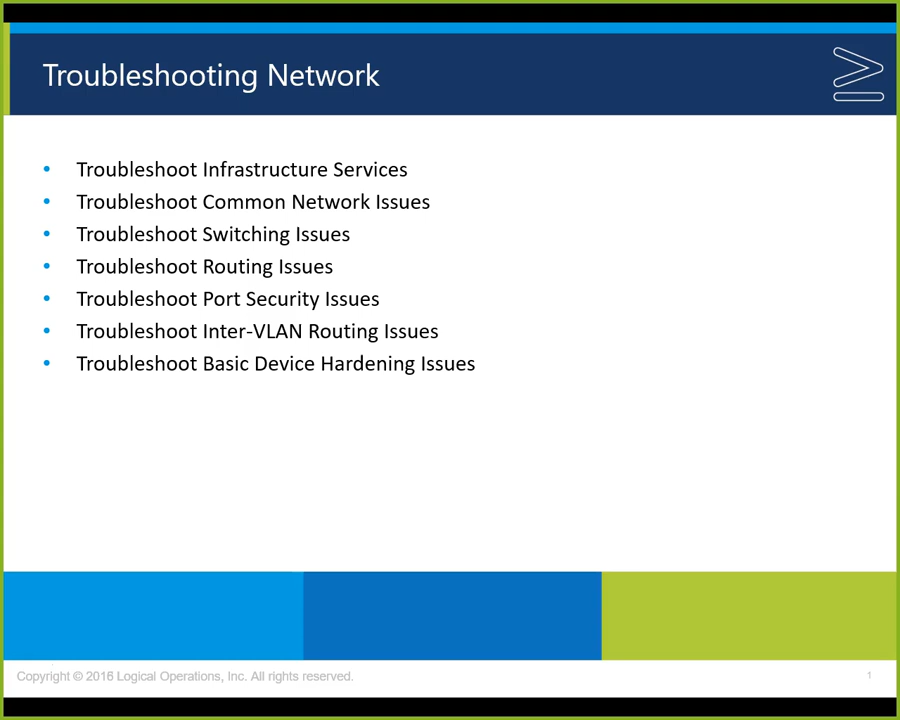 Troubleshooting Network
• Troubleshoot Infrastructure Services
• Troubleshoot Common Network Issues
• Troubleshoot Switching Issues
• Troubleshoot Routing Issues
• Troubleshoot Port Security Issues
• Troubleshoot Inter-VLAN Routing Issues
• Troubleshoot Basic Device Hardening Issues
Copyright © 2016 Logical Operations, Inc. All rights reserved.
1